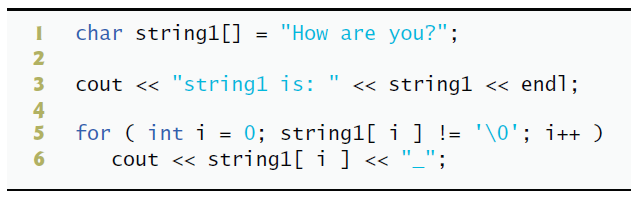 1 char string1[] = "How are you?";
2
3 cout << "string1 is: " << string1 << endl;
4
5 for ( int i = 0; string1[ i ] != '\0'; i++ )
6 cout << string1[ i ] << "_";